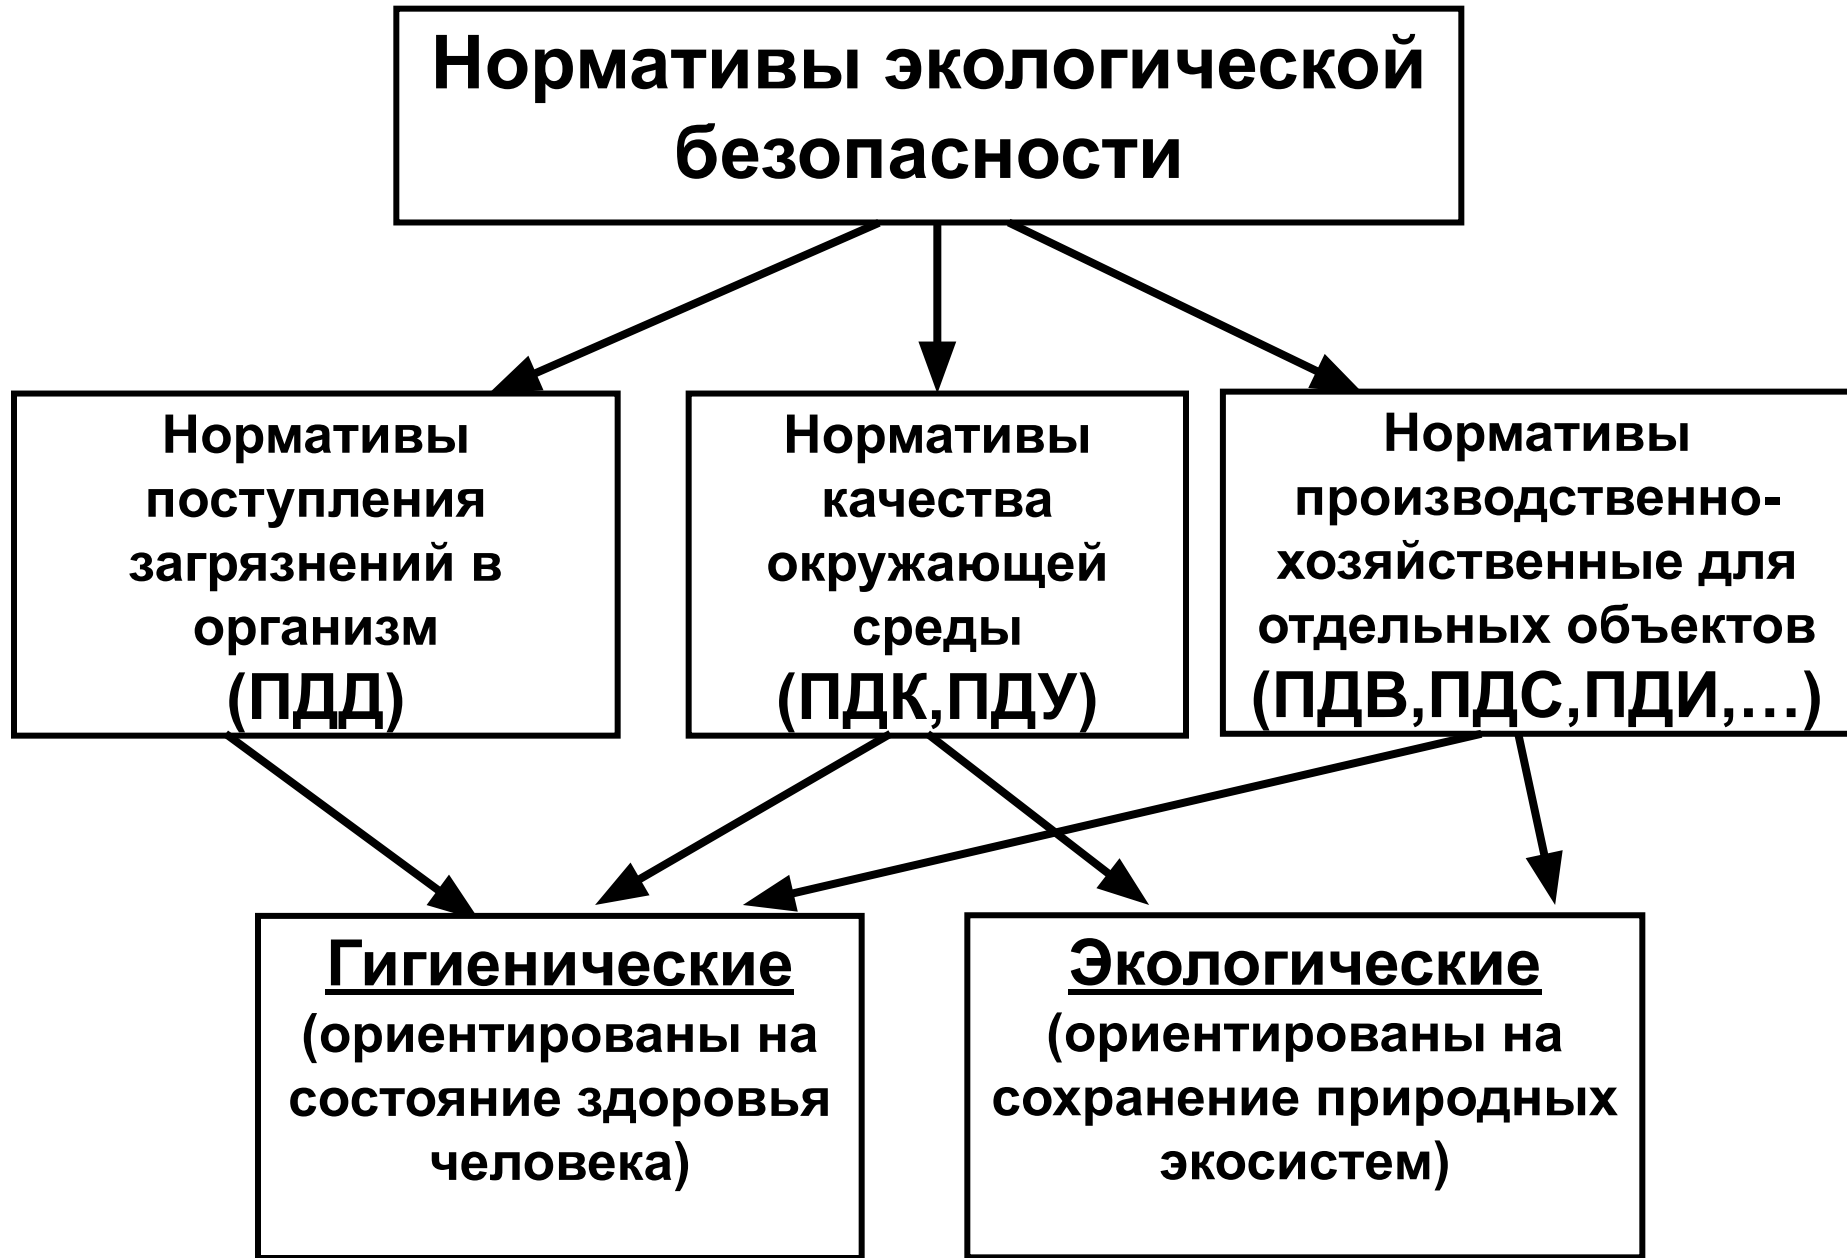 Нормативы экологической
безопасности
Нормативы
поступления
загрязнений в
организм
(ПДД)
Нормативы
качества
окружающей
среды
(ПДК,ПДУ)
Нормативы
производственно-
хозяйственные для
отдельных объектов
(ПДВ,ПДС,ПДИ,…)
Гигиенические
(ориентированы на
состояние здоровья
человека)
Экологические
(ориентированы на
сохранение природных
экосистем)